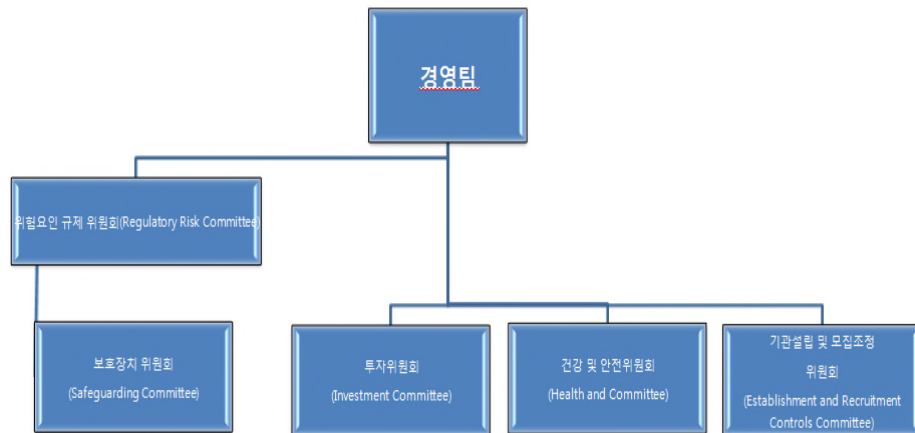 경영팀
위험요인 규제 위원회(Regulatory Risk Committee)
보호장치 위원회
(Safeguarding Committee)
투자위원회
(Investment Committee)
건강 및 안전위원회
(Health and Committee)
기관설립 및 모집조정
위원회
(Establishment and Recruitment
Controls Committee)